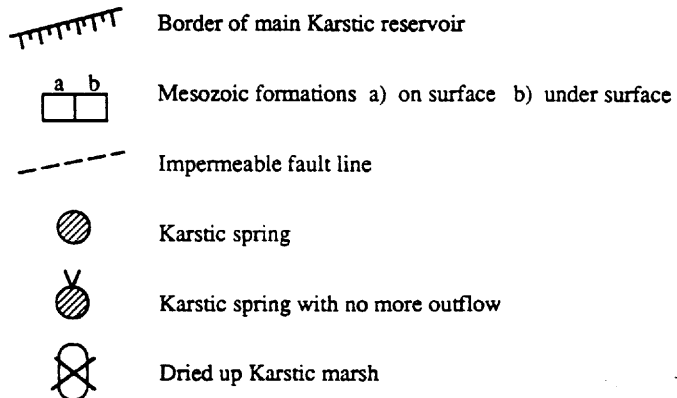 Border of main Karstic reservoir
a b
Mesozoic formations a) on surface b) under surface
Impermeable fault line
Karstic spring
Karstic spring with no more outflow
Dried up Karstic marsh